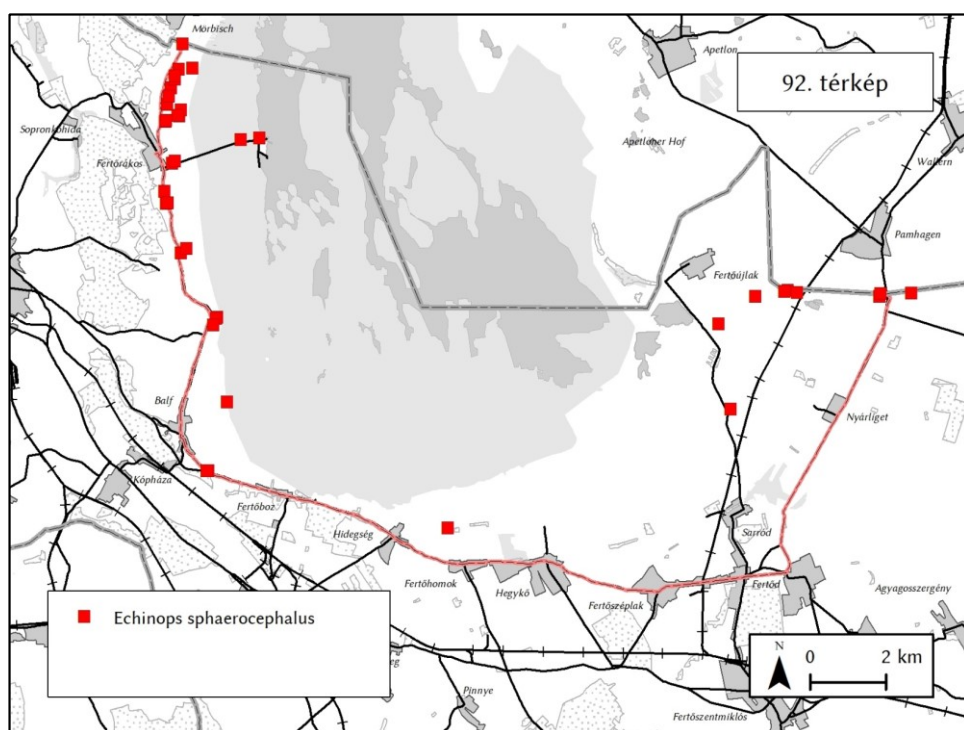 Mörbisch
Apetlon
92. térkép
Sopronkőhida
Fertőrákos
Apetloner Hof
Wallern
Pamhagen
Fertőújlak
Balf
Nyárliget
Kópháza
Fertőboz
Hidegség
Sarród
Fertőhomok
Hegykő
Fertőd
Fertőszéplak
Agyagosszergény
Echinops sphaerocephalus
N
0 2 km
Pinnye
Fertőszentmiklós